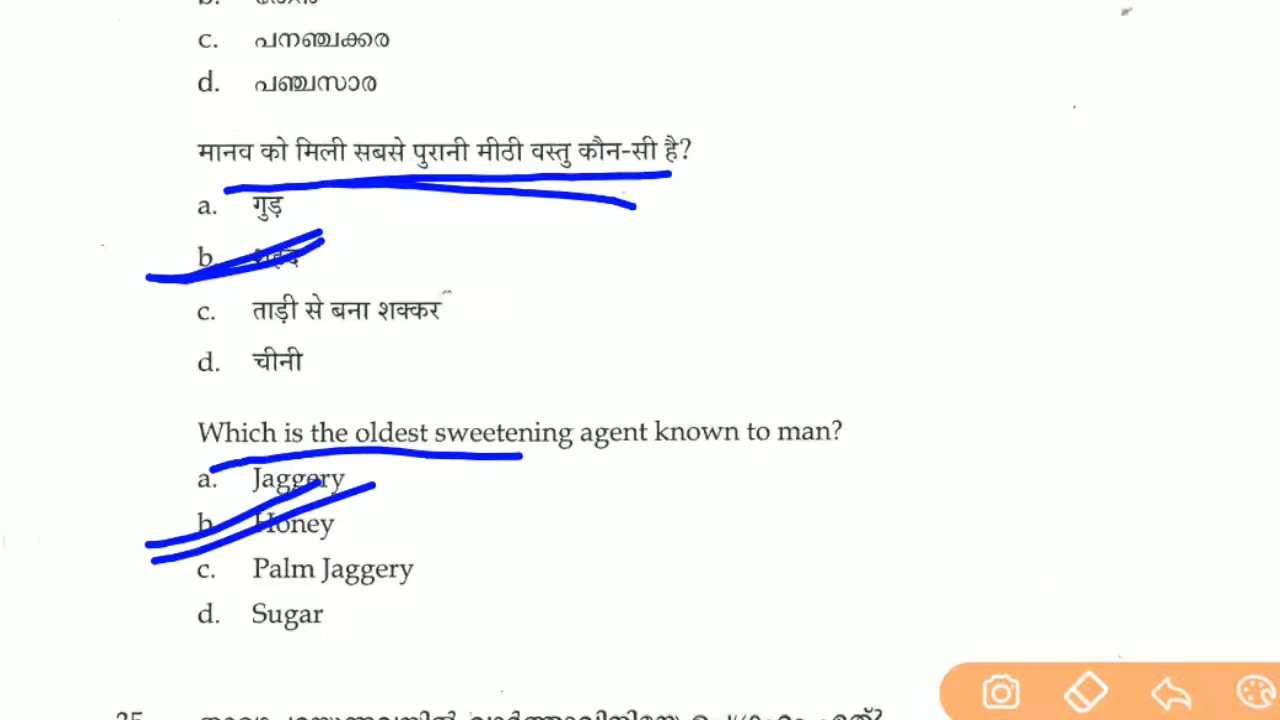 c. പനഞ്ചക്കര
d. പഞ്ചസാര
मानव को मिली सबसे पुरानी मीठी वस्तु कौन-सी है?
a. गुड़
b. शहद
c. ताड़ी से बना शक्कर
d. चीनी
Which is the oldest sweetening agent known to man?
a. Jaggery
b. Honey
c. Palm Jaggery
d. Sugar